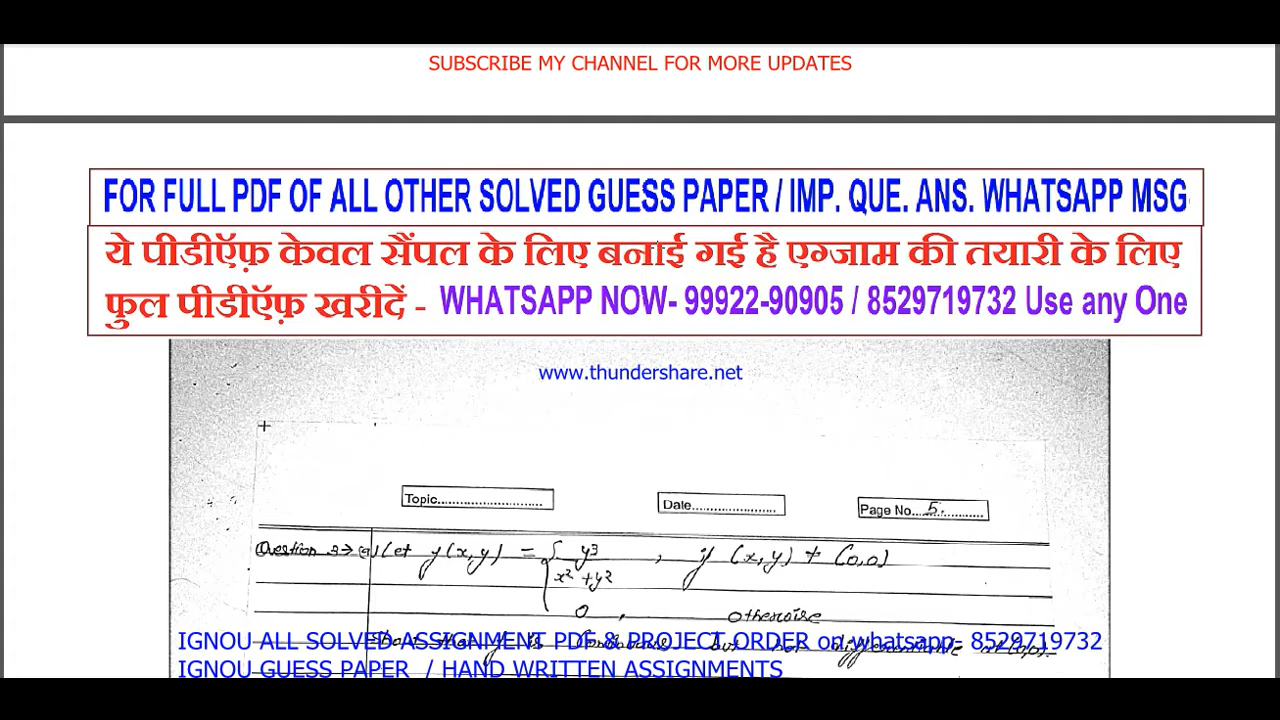 SUBSCRIBE MY CHANNEL FOR MORE UPDATES
FOR FULL PDF OF ALL OTHER SOLVED GUESS PAPER / IMP. QUE. ANS. WHATSAPP MSG
ये पीडीऍफ़ केवल सैंपल के लिए बनाई गई है एग्जाम की तयारी के लिए
फुल पीडीऍफ़ खरीदें - WHATSAPP NOW- 99922-90905 / 8529719732 Use any One
www.thundershare.net
Topic............................ Date........................ Page No....5...............
Question 3→ (a) Let y(x,y) = { y3 , if (x,y) ≠ (0,0)
x² + y²
0 , otherwise
IGNOU ALL SOLVED ASSIGNMENT PDF & PROJECT ORDER on whatsapp- 8529719732
IGNOU GUESS PAPER / HAND WRITTEN ASSIGNMENTS